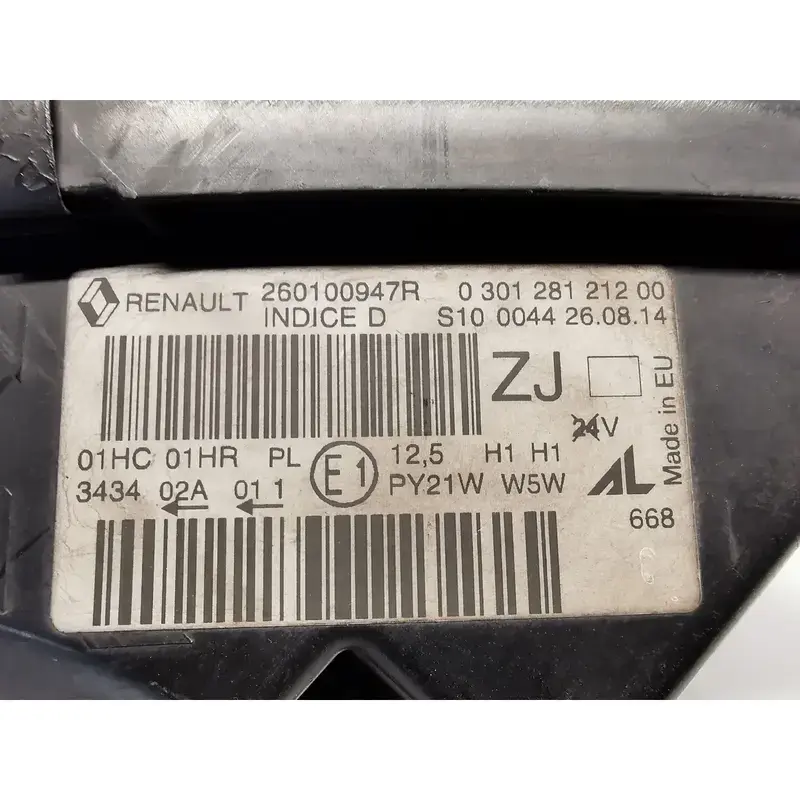 RENAULT 260100947R 0 301 281 212 00
INDICE D S10 0044 26.08.14
ZJ
Made in EU
24V
01HC 01HR PL E1 12,5 H1 H1
3434 02A 01 1 PY21W W5W AL
668